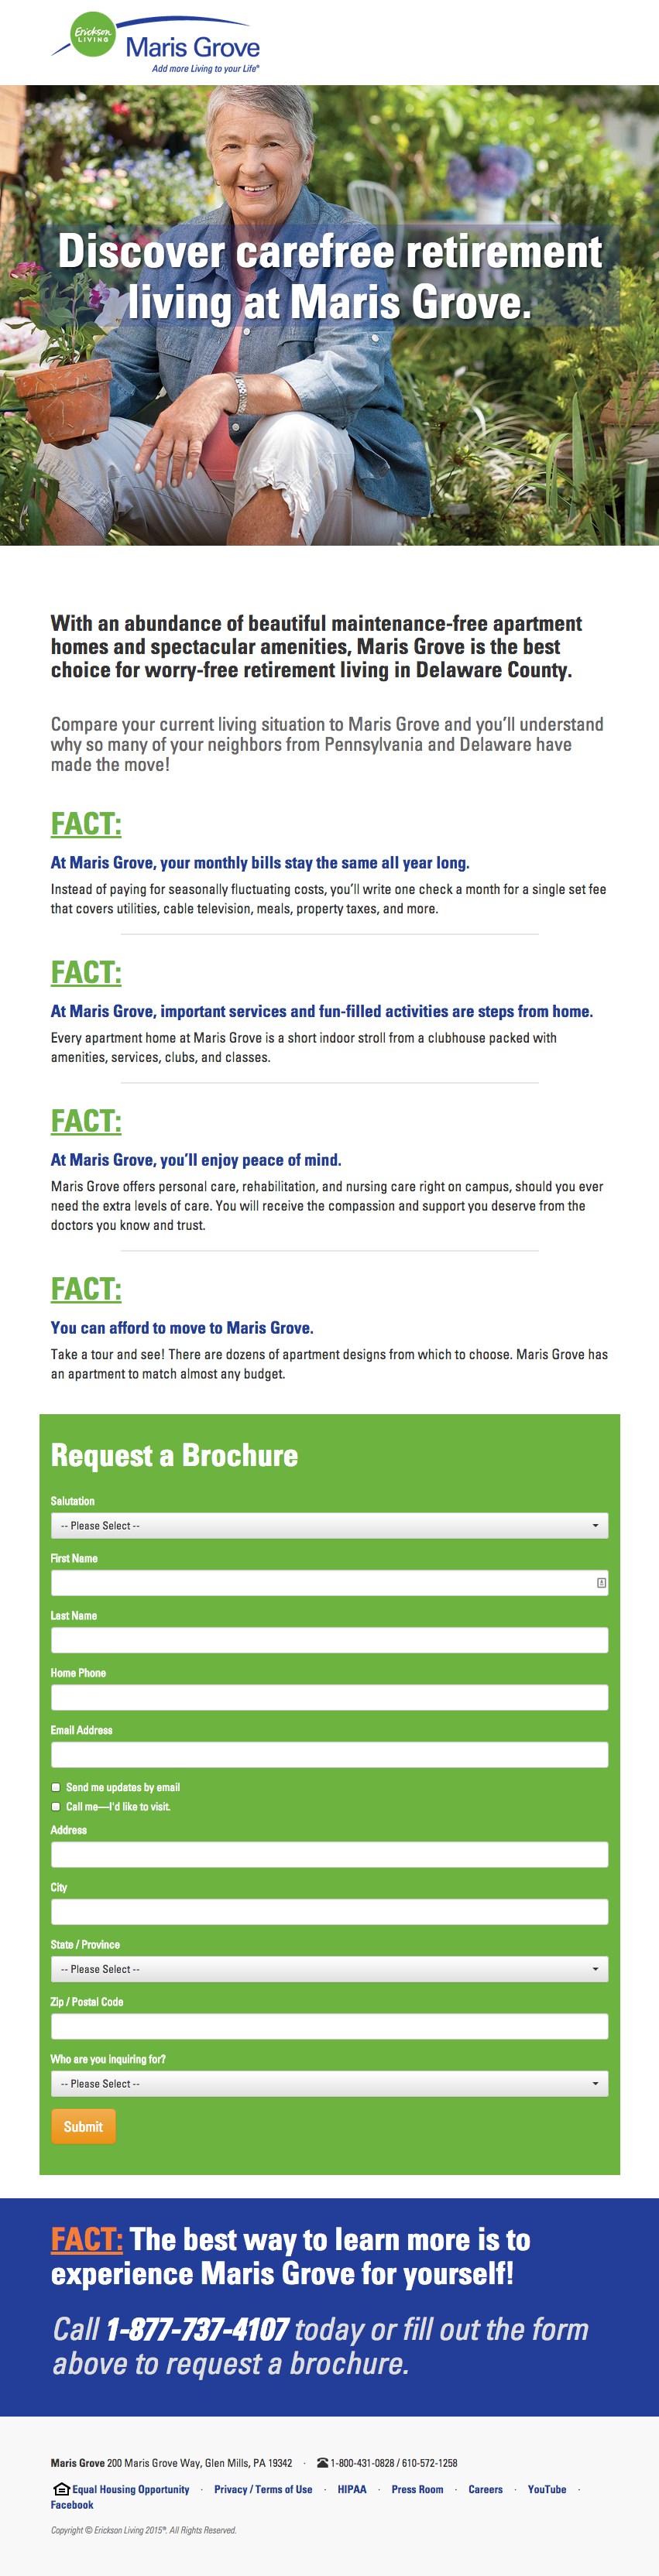 Erickson
LIVING
Maris Grove
Add more Living to your Life®
Discover carefree retirement
living at Maris Grove.
With an abundance of beautiful maintenance-free apartment
homes and spectacular amenities, Maris Grove is the best
choice for worry-free retirement living in Delaware County.
Compare your current living situation to Maris Grove and you’ll understand
why so many of your neighbors from Pennsylvania and Delaware have
made the move!
FACT:
At Maris Grove, your monthly bills stay the same all year long.
Instead of paying for seasonally fluctuating costs, you’ll write one check a month for a single set fee
that covers utilities, cable television, meals, property taxes, and more.
FACT:
At Maris Grove, important services and fun-filled activities are steps from home.
Every apartment home at Maris Grove is a short indoor stroll from a clubhouse packed with
amenities, services, clubs, and classes.
FACT:
At Maris Grove, you’ll enjoy peace of mind.
Maris Grove offers personal care, rehabilitation, and nursing care right on campus, should you ever
need the extra levels of care. You will receive the compassion and support you deserve from the
doctors you know and trust.
FACT:
You can afford to move to Maris Grove.
Take a tour and see! There are dozens of apartment designs from which to choose. Maris Grove has
an apartment to match almost any budget.
Request a Brochure
Salutation
-- Please Select --
First Name
Last Name
Home Phone
Email Address
Send me updates by email
Call me—I'd like to visit.
Address
City
State / Province
-- Please Select --
Zip / Postal Code
Who are you inquiring for?
-- Please Select --
Submit
FACT: The best way to learn more is to
experience Maris Grove for yourself!
Call 1-877-737-4107 today or fill out the form
above to request a brochure.
Maris Grove 200 Maris Grove Way, Glen Mills, PA 19342 · 1-800-431-0828 / 610-572-1258
Equal Housing Opportunity · Privacy / Terms of Use · HIPAA · Press Room · Careers · YouTube ·
Facebook
Copyright © Erickson Living 2015®. All Rights Reserved.